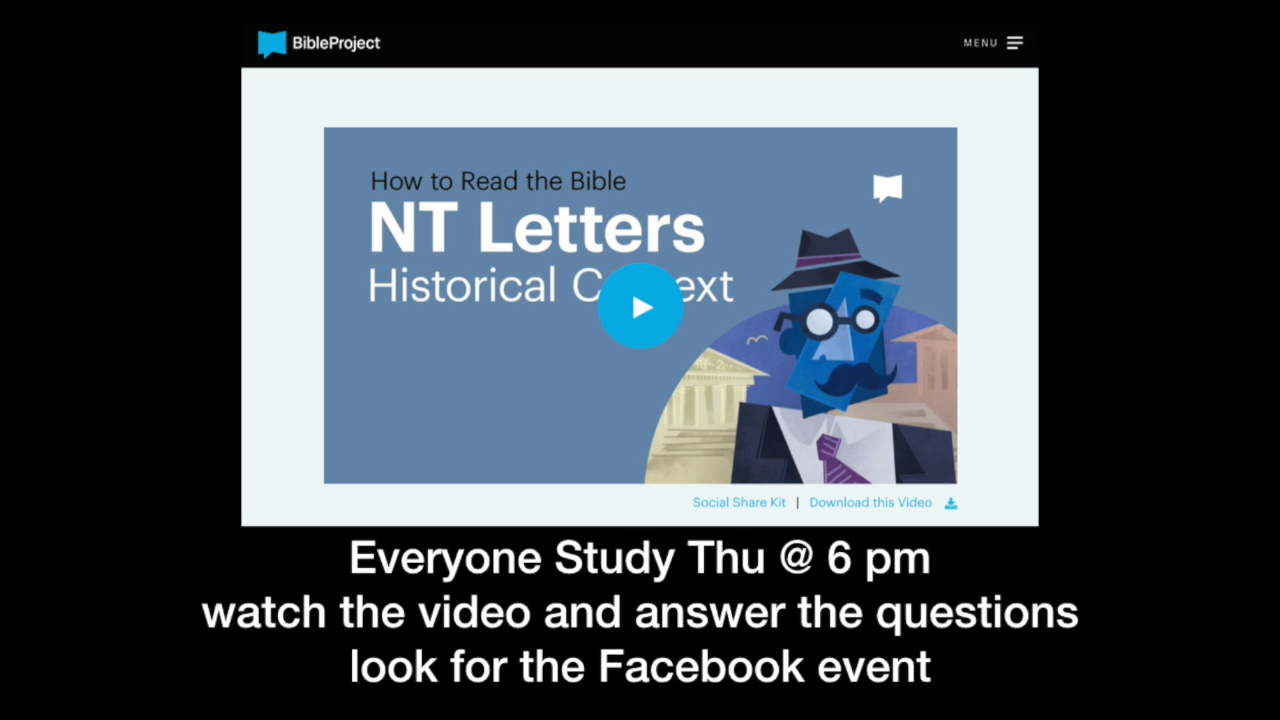 BibleProject
MENU
How to Read the Bible
NT Letters
Historical C ext
Social Share Kit | Download this Video
Everyone Study Thu @ 6 pm
watch the video and answer the questions
look for the Facebook event